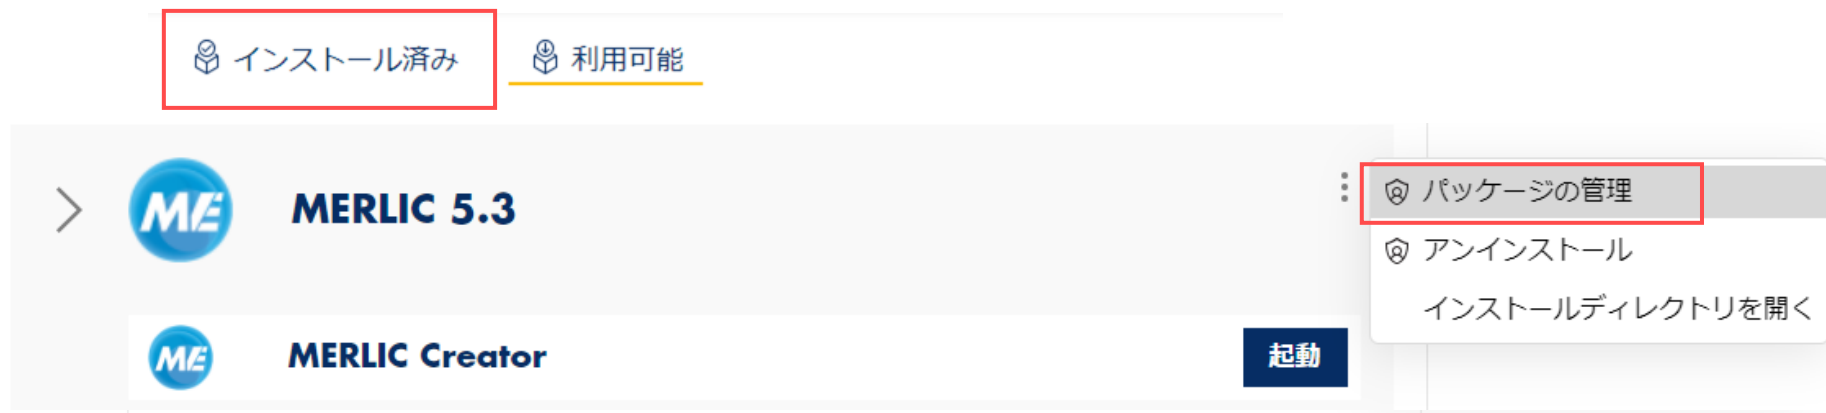 インストール済み 利用可能
ME MERLIC 5.3
パッケージの管理
アンインストール
インストールディレクトリを開く
ME MERLIC Creator 起動